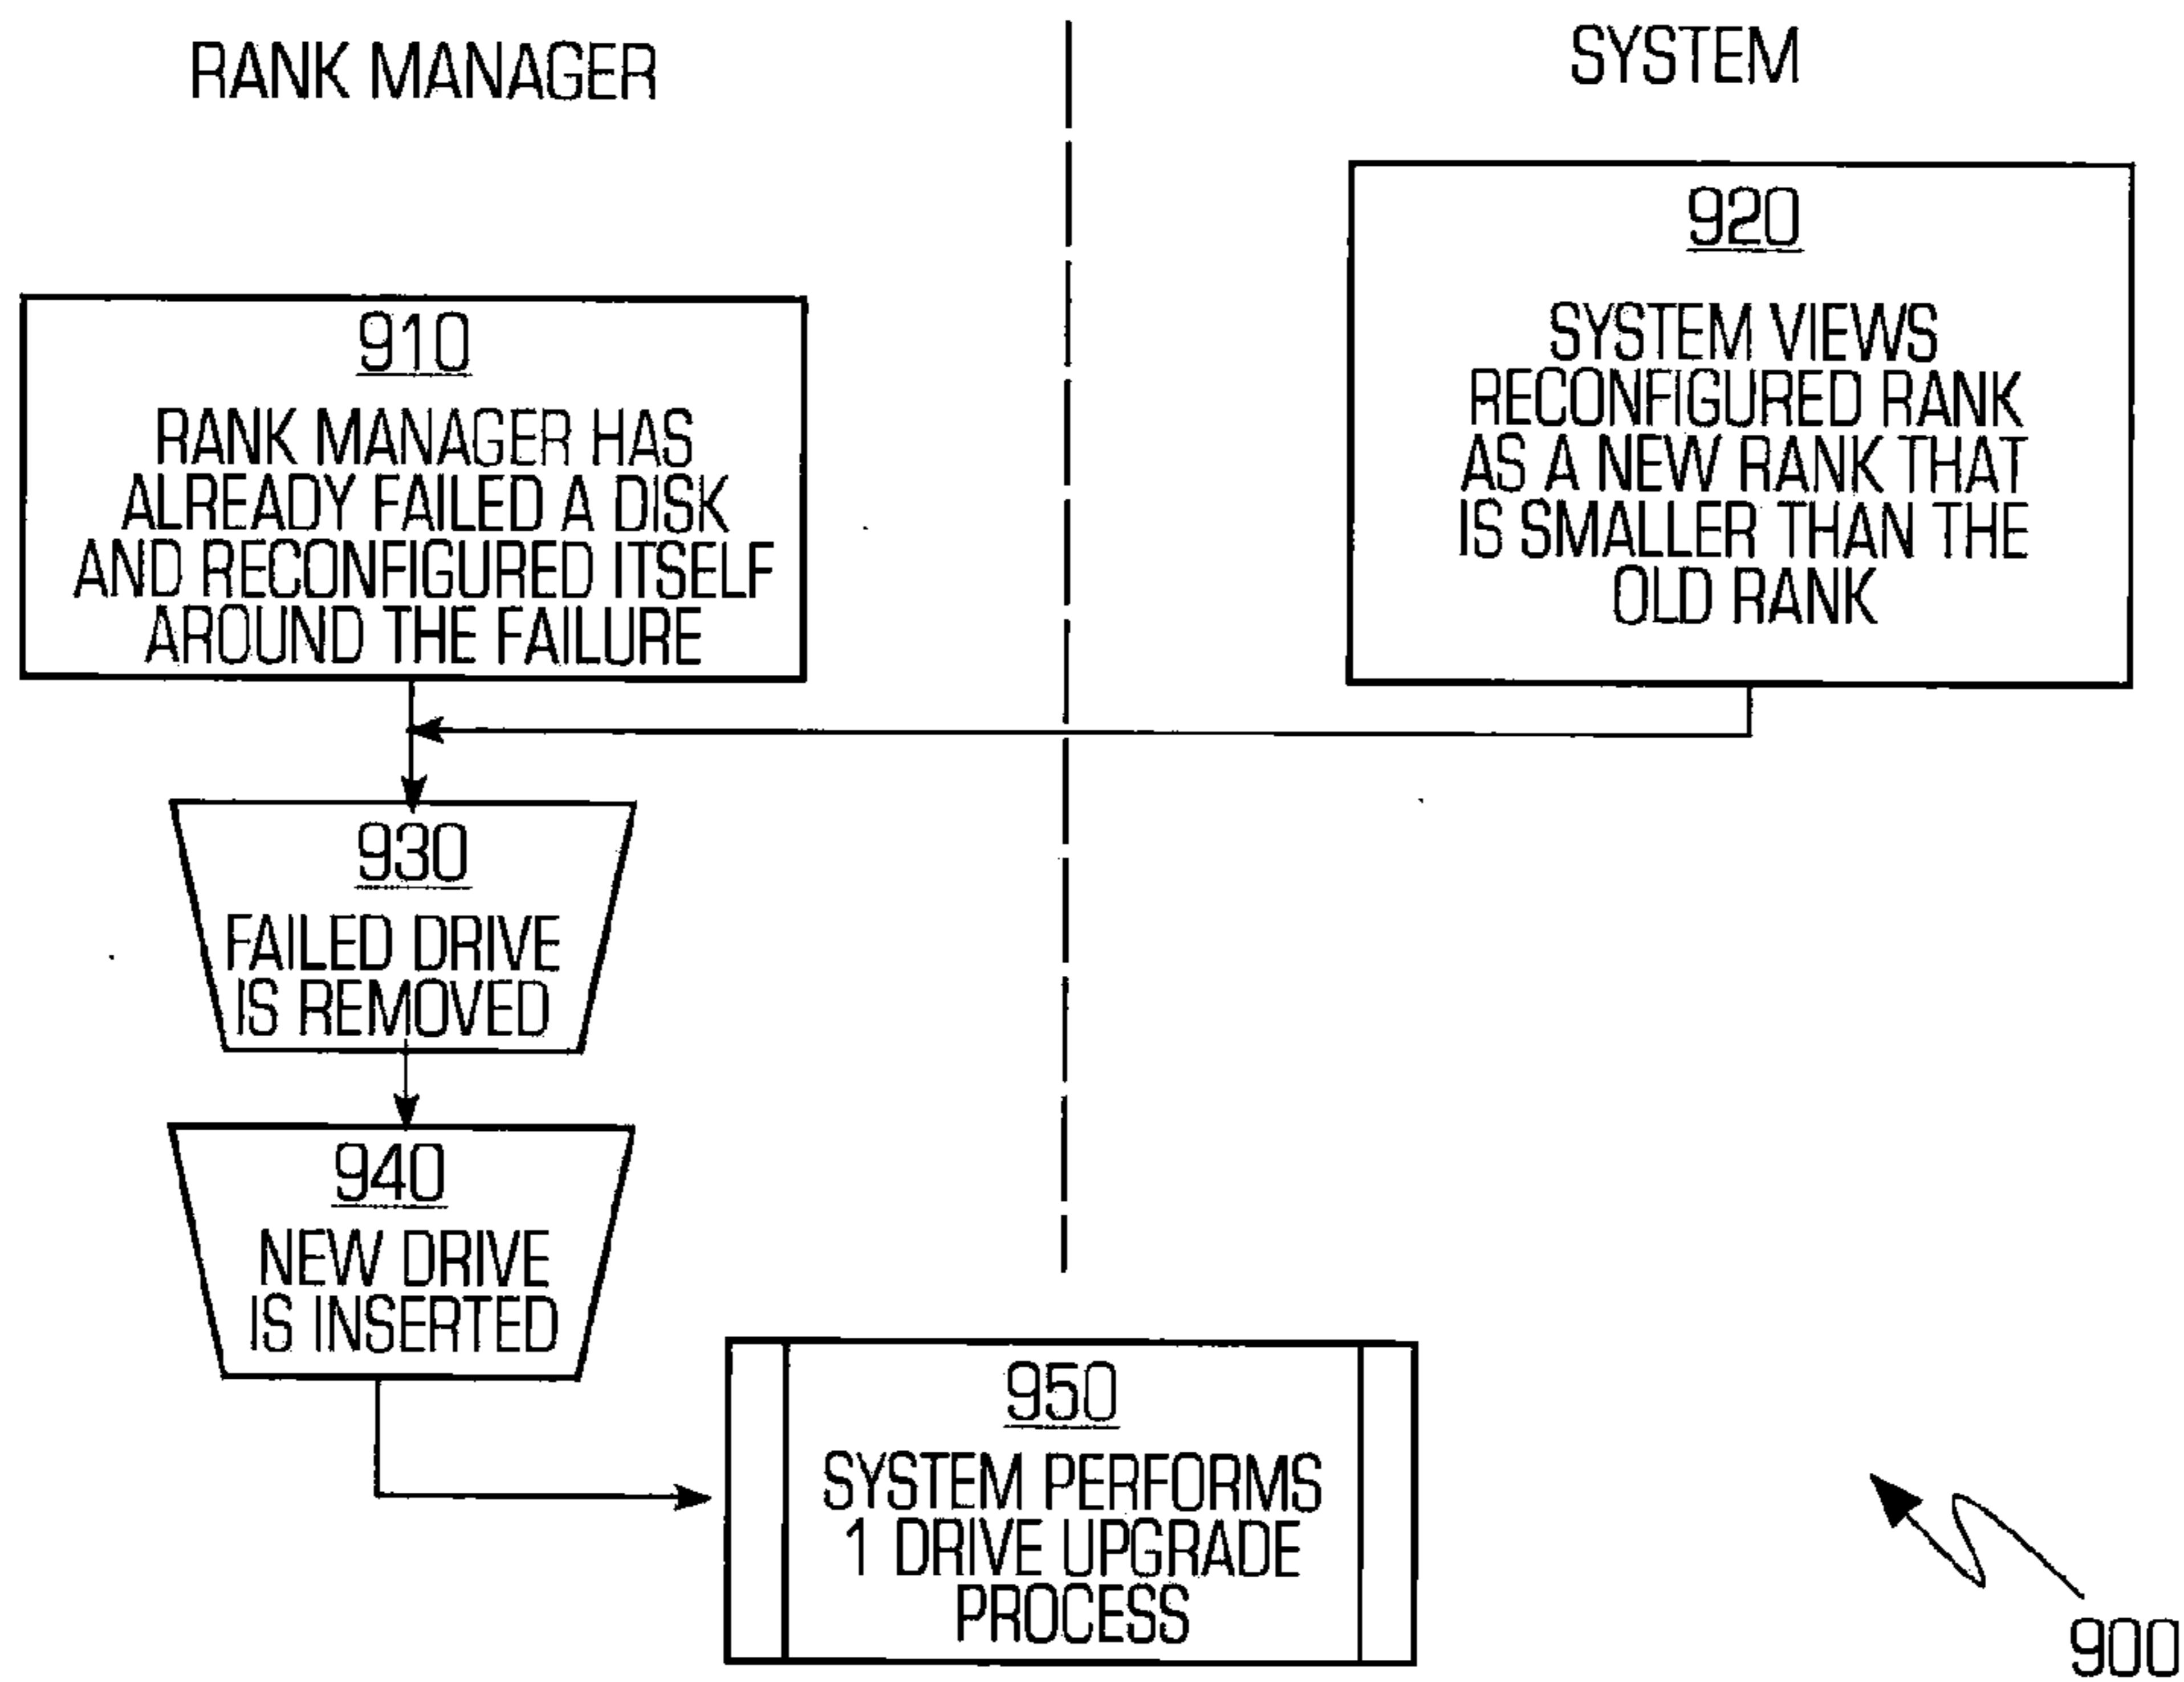 RANK MANAGER
SYSTEM
910
RANK MANAGER HAS
ALREADY FAILED A DISK
AND RECONFIGURED ITSELF
AROUND THE FAILURE
920
SYSTEM VIEWS
RECONFIGURED RANK
AS A NEW RANK THAT
IS SMALLER THAN THE
OLD RANK
930
FAILED DRIVE
IS REMOVED
940
NEW DRIVE
IS INSERTED
950
SYSTEM PERFORMS
1 DRIVE UPGRADE
PROCESS
900